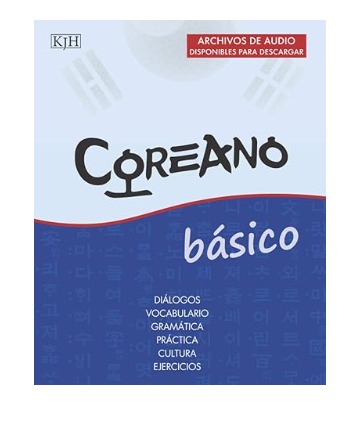 KJH
ARCHIVOS DE AUDIO
DISPONIBLES PARA DESCARGAR
COREANO
básico
DIÁLOGOS
VOCABULARIO
GRAMÁTICA
PRÁCTICA
CULTURA
EJERCICIOS